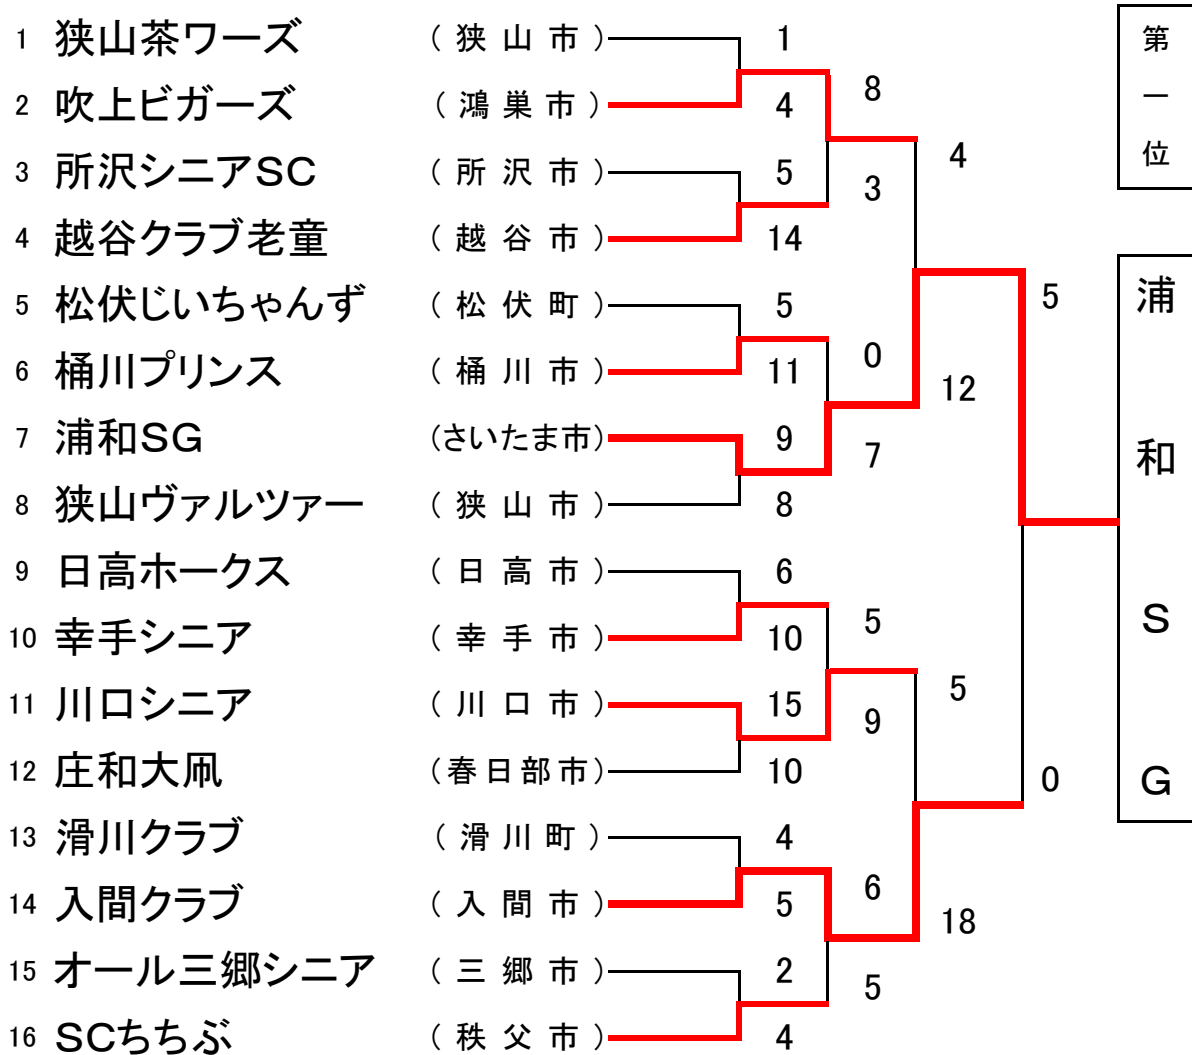 1 狭山茶ワーズ (狭山市) 1
2 吹上ビガーズ (鴻巣市) 4
8
3 所沢シニアSC (所沢市) 5
3
4 越谷クラブ老童 (越谷市) 14
4
5 松伏じいちゃんず (松伏町) 5
0
6 桶川プリンス (桶川市) 11
12
7 浦和SG (さいたま市) 9
7
8 狭山ヴァルツァー (狭山市) 8
5
9 日高ホークス (日高市) 6
5
10 幸手シニア (幸手市) 10
11 川口シニア (川口市) 15
9
5
12 庄和大凧 (春日部市) 10
0
13 滑川クラブ (滑川町) 4
6
14 入間クラブ (入間市) 5
18
15 オール三郷シニア (三郷市) 2
5
16 SCちちぶ (秩父市) 4
第一位
浦和SG